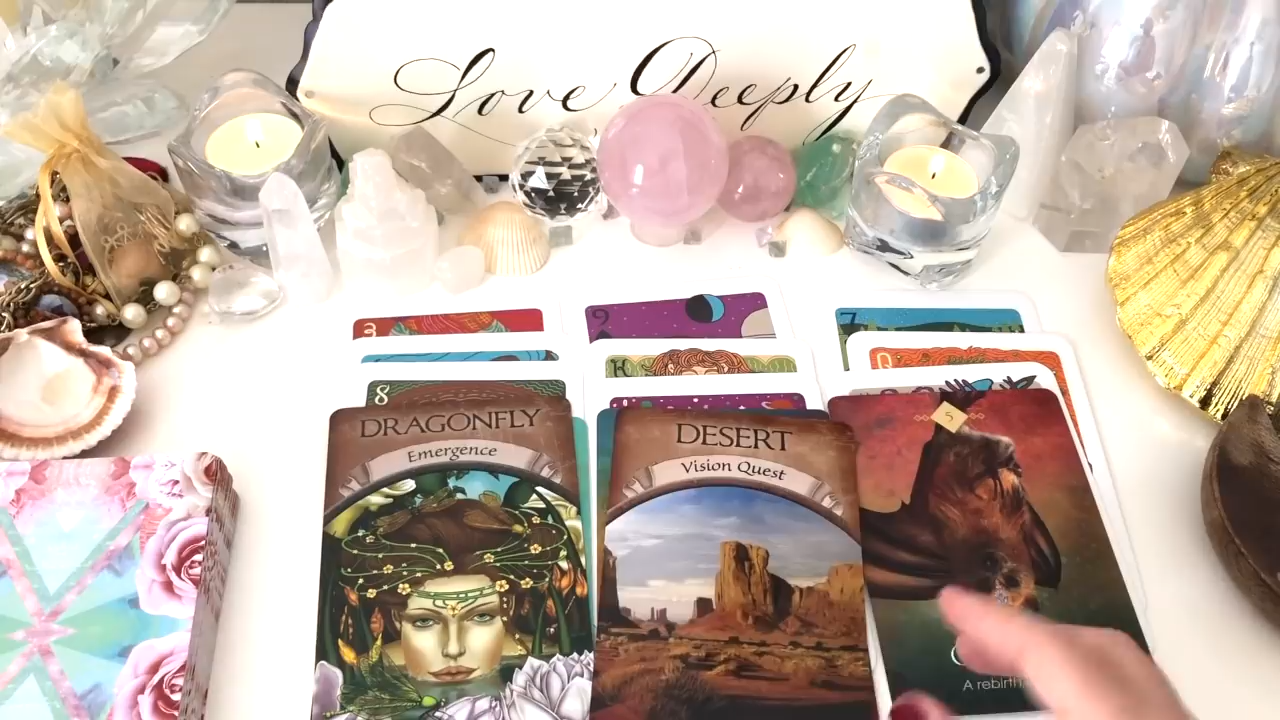 Love Deeply
3
9
7
K
Q
8
DRAGONFLY
Emergence
DESERT
Vision Quest
5
A rebirth